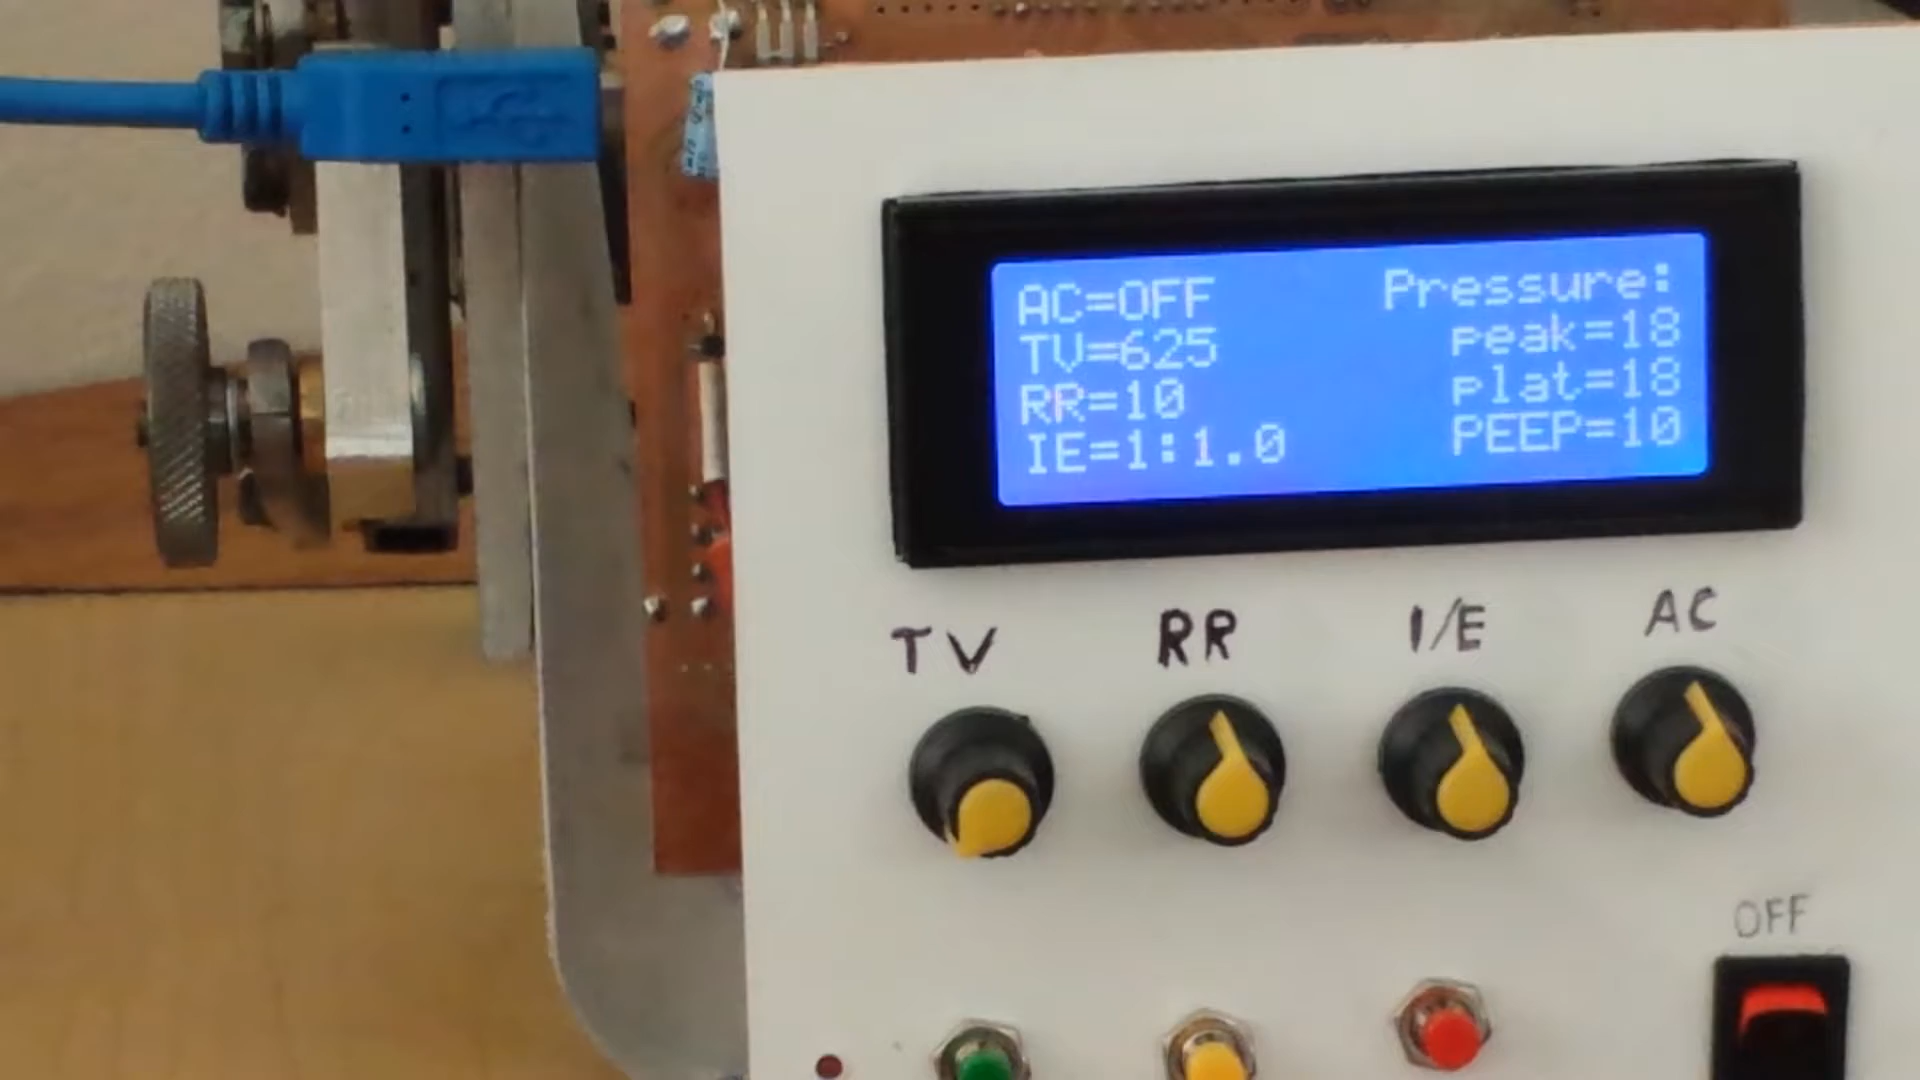 AC=OFF
TV=625
RR=10
IE=1:1.0
Pressure:
peak=18
plat=18
PEEP=10
TV
RR
I/E
AC
OFF